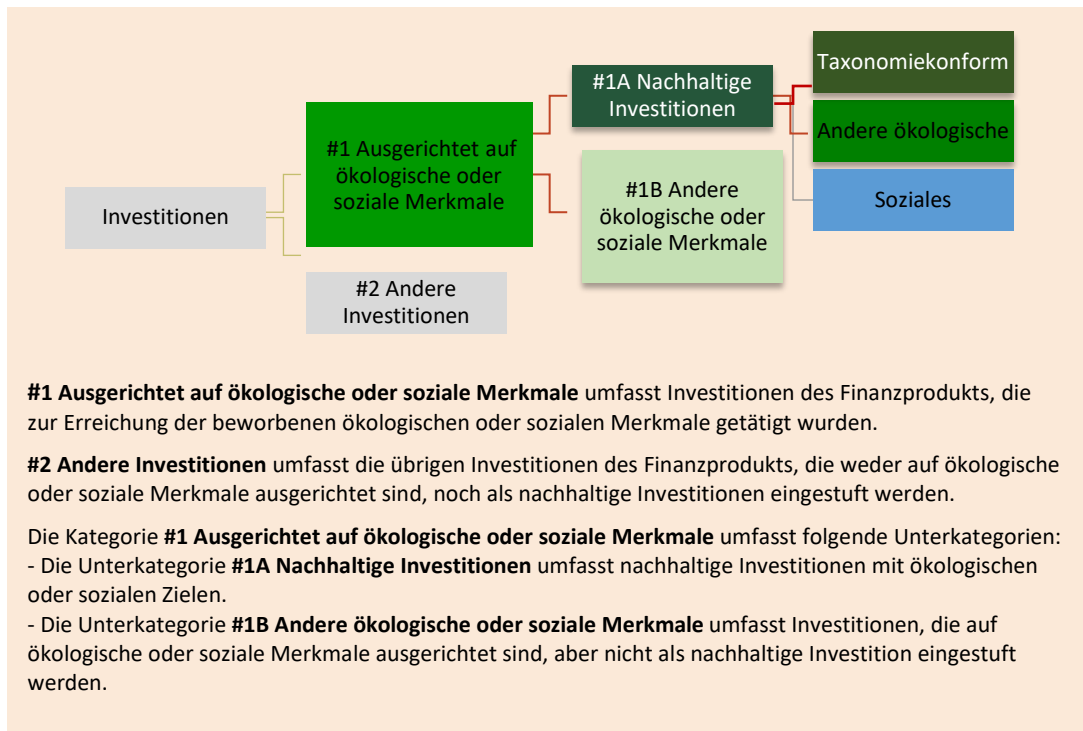 Taxonomiekonform
#1A Nachhaltige
Investitionen
Andere ökologische
#1 Ausgerichtet auf
ökologische oder
soziale Merkmale
#1B Andere
ökologische oder
soziale Merkmale
Soziales
Investitionen
#2 Andere
Investitionen
#1 Ausgerichtet auf ökologische oder soziale Merkmale umfasst Investitionen des Finanzprodukts, die
zur Erreichung der beworbenen ökologischen oder sozialen Merkmale getätigt wurden.
#2 Andere Investitionen umfasst die übrigen Investitionen des Finanzprodukts, die weder auf ökologische
oder soziale Merkmale ausgerichtet sind, noch als nachhaltige Investitionen eingestuft werden.
Die Kategorie #1 Ausgerichtet auf ökologische oder soziale Merkmale umfasst folgende Unterkategorien:
- Die Unterkategorie #1A Nachhaltige Investitionen umfasst nachhaltige Investitionen mit ökologischen
oder sozialen Zielen.
- Die Unterkategorie #1B Andere ökologische oder soziale Merkmale umfasst Investitionen, die auf
ökologische oder soziale Merkmale ausgerichtet sind, aber nicht als nachhaltige Investition eingestuft
werden.